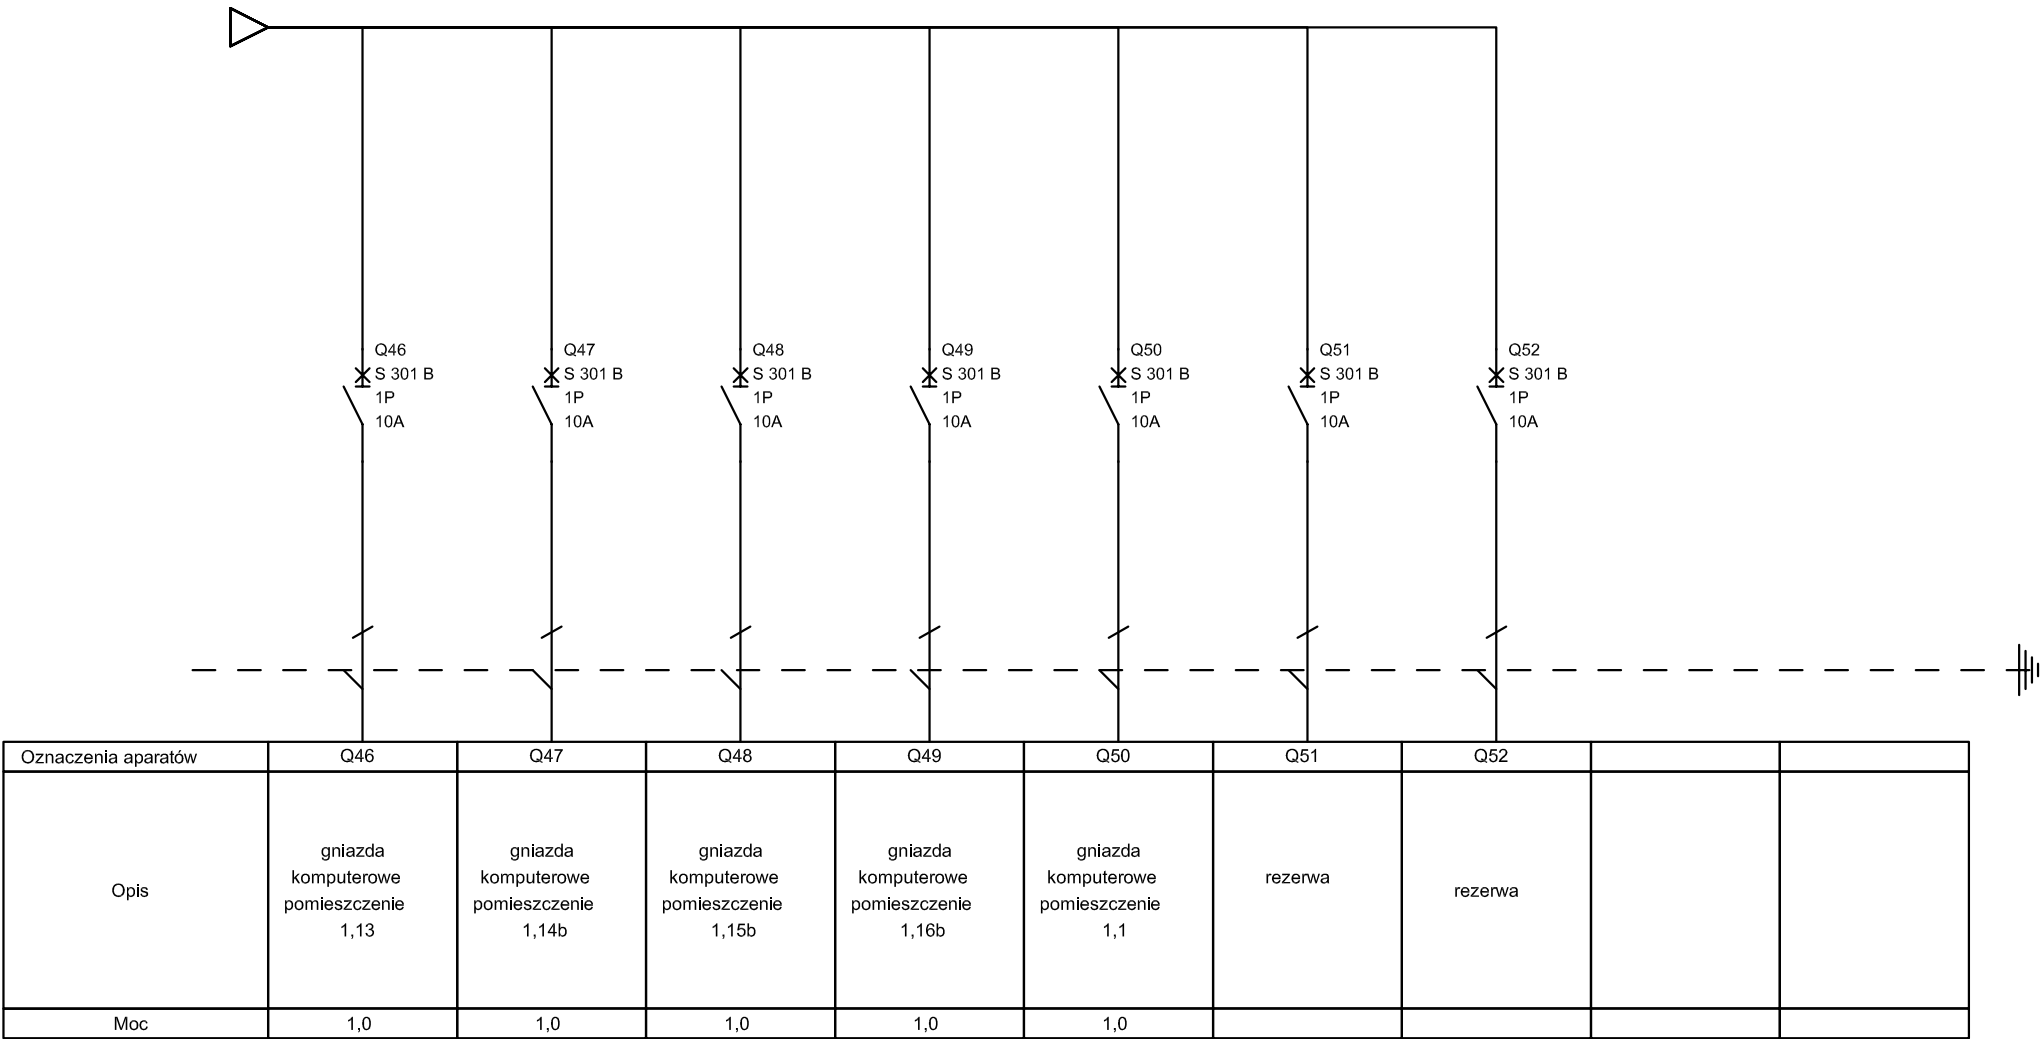 Q46
S 301 B
1P
10A
Q47
S 301 B
1P
10A
Q48
S 301 B
1P
10A
Q49
S 301 B
1P
10A
Q50
S 301 B
1P
10A
Q51
S 301 B
1P
10A
Q52
S 301 B
1P
10A
Oznaczenia aparatów
Q46
Q47
Q48
Q49
Q50
Q51
Q52
Opis
gniazda
komputerowe
pomieszczenie
1,13
gniazda
komputerowe
pomieszczenie
1,14b
gniazda
komputerowe
pomieszczenie
1,15b
gniazda
komputerowe
pomieszczenie
1,16b
gniazda
komputerowe
pomieszczenie
1,1
rezerwa
rezerwa
Moc
1,0
1,0
1,0
1,0
1,0